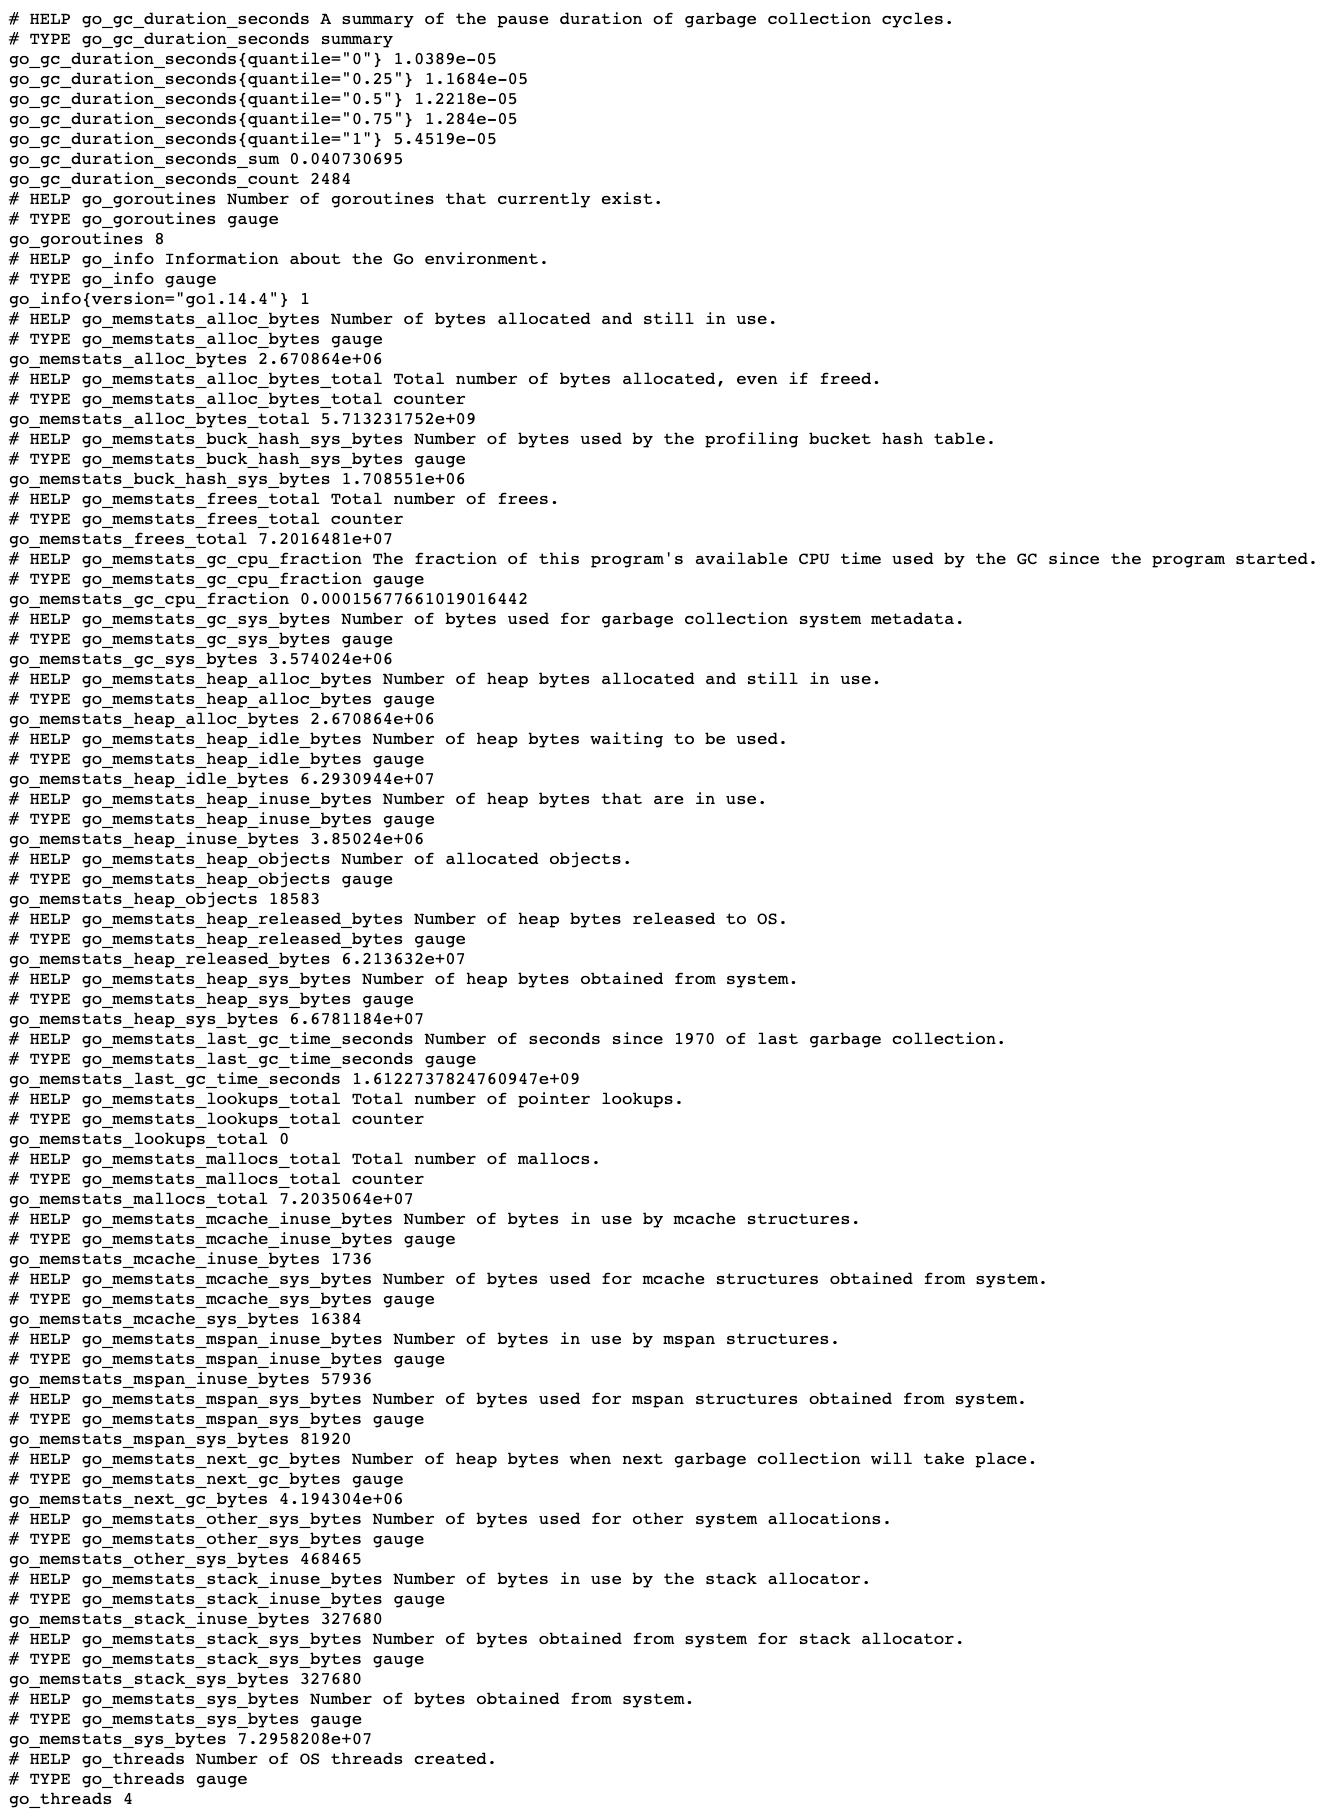 # HELP go_gc_duration_seconds A summary of the pause duration of garbage collection cycles.
# TYPE go_gc_duration_seconds summary
go_gc_duration_seconds{quantile="0"} 1.0389e-05
go_gc_duration_seconds{quantile="0.25"} 1.1684e-05
go_gc_duration_seconds{quantile="0.5"} 1.2218e-05
go_gc_duration_seconds{quantile="0.75"} 1.284e-05
go_gc_duration_seconds{quantile="1"} 5.4519e-05
go_gc_duration_seconds_sum 0.040730695
go_gc_duration_seconds_count 2484
# HELP go_goroutines Number of goroutines that currently exist.
# TYPE go_goroutines gauge
go_goroutines 8
# HELP go_info Information about the Go environment.
# TYPE go_info gauge
go_info{version="go1.14.4"} 1
# HELP go_memstats_alloc_bytes Number of bytes allocated and still in use.
# TYPE go_memstats_alloc_bytes gauge
go_memstats_alloc_bytes 2.670864e+06
# HELP go_memstats_alloc_bytes_total Total number of bytes allocated, even if freed.
# TYPE go_memstats_alloc_bytes_total counter
go_memstats_alloc_bytes_total 5.713231752e+09
# HELP go_memstats_buck_hash_sys_bytes Number of bytes used by the profiling bucket hash table.
# TYPE go_memstats_buck_hash_sys_bytes gauge
go_memstats_buck_hash_sys_bytes 1.708551e+06
# HELP go_memstats_frees_total Total number of frees.
# TYPE go_memstats_frees_total counter
go_memstats_frees_total 7.2016481e+07
# HELP go_memstats_gc_cpu_fraction The fraction of this program's available CPU time used by the GC since the program started.
# TYPE go_memstats_gc_cpu_fraction gauge
go_memstats_gc_cpu_fraction 0.00015677661019016442
# HELP go_memstats_gc_sys_bytes Number of bytes used for garbage collection system metadata.
# TYPE go_memstats_gc_sys_bytes gauge
go_memstats_gc_sys_bytes 3.574024e+06
# HELP go_memstats_heap_alloc_bytes Number of heap bytes allocated and still in use.
# TYPE go_memstats_heap_alloc_bytes gauge
go_memstats_heap_alloc_bytes 2.670864e+06
# HELP go_memstats_heap_idle_bytes Number of heap bytes waiting to be used.
# TYPE go_memstats_heap_idle_bytes gauge
go_memstats_heap_idle_bytes 6.2930944e+07
# HELP go_memstats_heap_inuse_bytes Number of heap bytes that are in use.
# TYPE go_memstats_heap_inuse_bytes gauge
go_memstats_heap_inuse_bytes 3.85024e+06
# HELP go_memstats_heap_objects Number of allocated objects.
# TYPE go_memstats_heap_objects gauge
go_memstats_heap_objects 18583
# HELP go_memstats_heap_released_bytes Number of heap bytes released to OS.
# TYPE go_memstats_heap_released_bytes gauge
go_memstats_heap_released_bytes 6.213632e+07
# HELP go_memstats_heap_sys_bytes Number of heap bytes obtained from system.
# TYPE go_memstats_heap_sys_bytes gauge
go_memstats_heap_sys_bytes 6.6781184e+07
# HELP go_memstats_last_gc_time_seconds Number of seconds since 1970 of last garbage collection.
# TYPE go_memstats_last_gc_time_seconds gauge
go_memstats_last_gc_time_seconds 1.6122737824760947e+09
# HELP go_memstats_lookups_total Total number of pointer lookups.
# TYPE go_memstats_lookups_total counter
go_memstats_lookups_total 0
# HELP go_memstats_mallocs_total Total number of mallocs.
# TYPE go_memstats_mallocs_total counter
go_memstats_mallocs_total 7.2035064e+07
# HELP go_memstats_mcache_inuse_bytes Number of bytes in use by mcache structures.
# TYPE go_memstats_mcache_inuse_bytes gauge
go_memstats_mcache_inuse_bytes 1736
# HELP go_memstats_mcache_sys_bytes Number of bytes used for mcache structures obtained from system.
# TYPE go_memstats_mcache_sys_bytes gauge
go_memstats_mcache_sys_bytes 16384
# HELP go_memstats_mspan_inuse_bytes Number of bytes in use by mspan structures.
# TYPE go_memstats_mspan_inuse_bytes gauge
go_memstats_mspan_inuse_bytes 57936
# HELP go_memstats_mspan_sys_bytes Number of bytes used for mspan structures obtained from system.
# TYPE go_memstats_mspan_sys_bytes gauge
go_memstats_mspan_sys_bytes 81920
# HELP go_memstats_next_gc_bytes Number of heap bytes when next garbage collection will take place.
# TYPE go_memstats_next_gc_bytes gauge
go_memstats_next_gc_bytes 4.194304e+06
# HELP go_memstats_other_sys_bytes Number of bytes used for other system allocations.
# TYPE go_memstats_other_sys_bytes gauge
go_memstats_other_sys_bytes 468465
# HELP go_memstats_stack_inuse_bytes Number of bytes in use by the stack allocator.
# TYPE go_memstats_stack_inuse_bytes gauge
go_memstats_stack_inuse_bytes 327680
# HELP go_memstats_stack_sys_bytes Number of bytes obtained from system for stack allocator.
# TYPE go_memstats_stack_sys_bytes gauge
go_memstats_stack_sys_bytes 327680
# HELP go_memstats_sys_bytes Number of bytes obtained from system.
# TYPE go_memstats_sys_bytes gauge
go_memstats_sys_bytes 7.2958208e+07
# HELP go_threads Number of OS threads created.
# TYPE go_threads gauge
go_threads 4